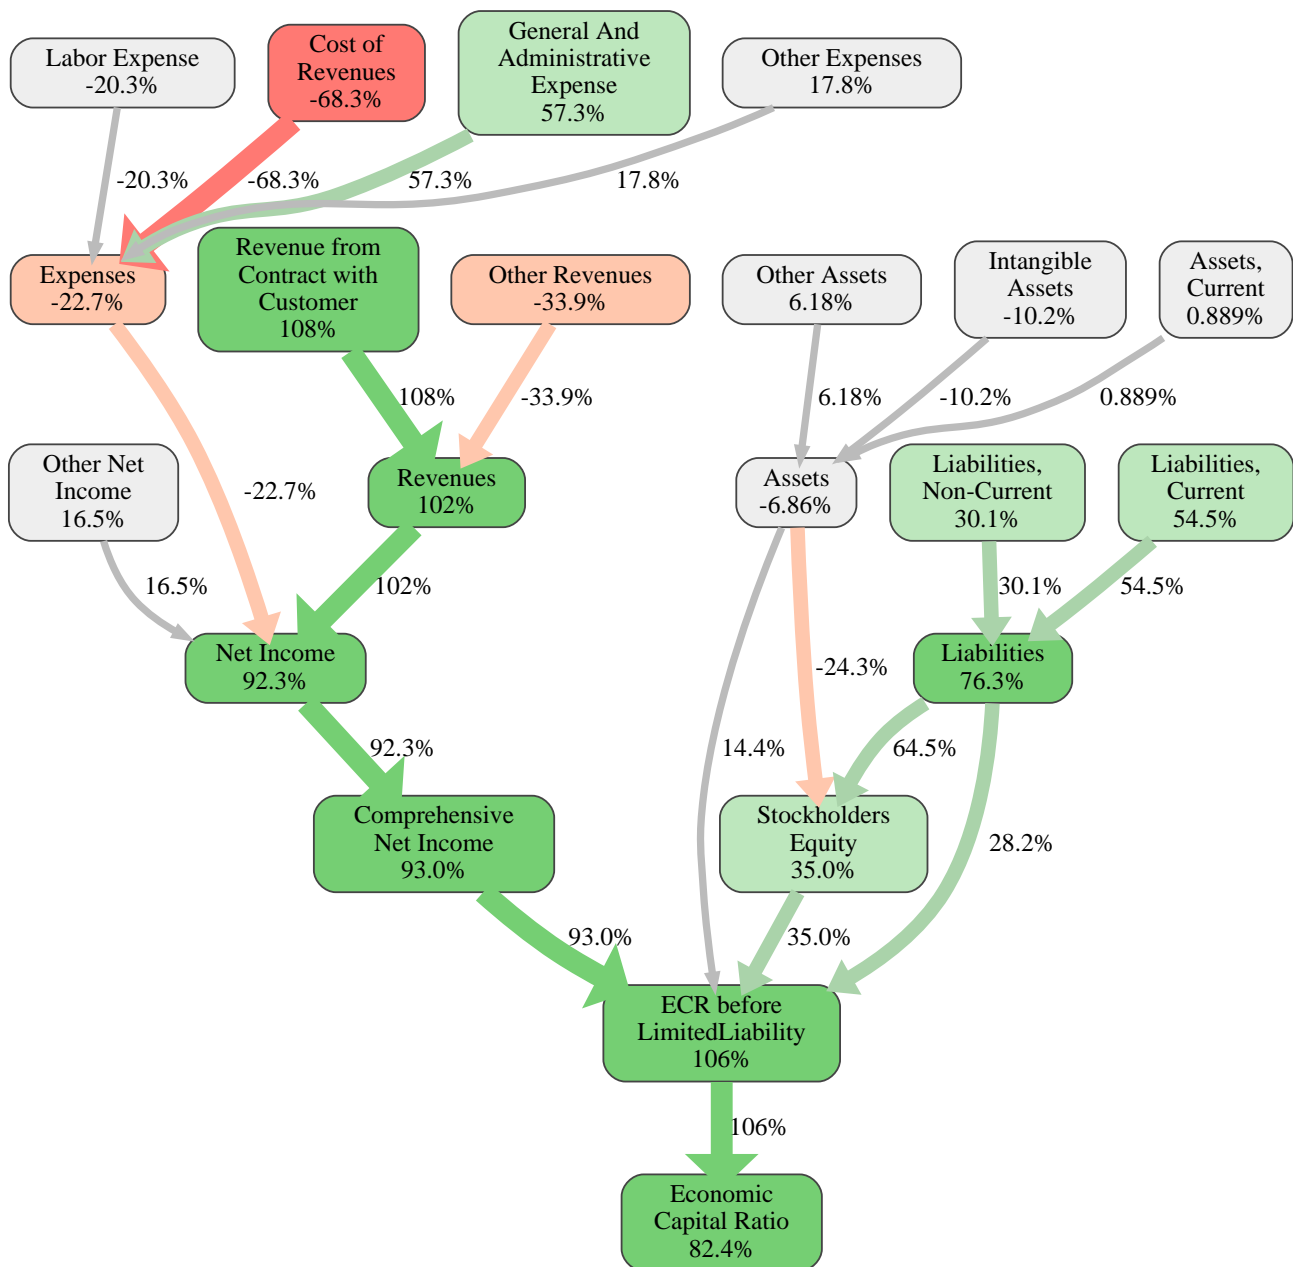 Labor Expense
-20.3%
Cost of
Revenues
-68.3%
General And
Administrative
Expense
57.3%
Other Expenses
17.8%
-20.3%
-68.3%
57.3%
17.8%
Expenses
-22.7%
Revenue from
Contract with
Customer
108%
Other Revenues
-33.9%
Other Assets
6.18%
Intangible
Assets
-10.2%
Assets,
Current
0.889%
108%
-33.9%
6.18%
-10.2%
0.889%
Other Net
Income
16.5%
-22.7%
Revenues
102%
Assets
-6.86%
Liabilities,
Non-Current
30.1%
Liabilities,
Current
54.5%
16.5%
102%
30.1%
54.5%
Net Income
92.3%
-24.3%
Liabilities
76.3%
92.3%
14.4%
64.5%
Comprehensive
Net Income
93.0%
Stockholders
Equity
35.0%
28.2%
93.0%
35.0%
ECR before
LimitedLiability
106%
106%
Economic
Capital Ratio
82.4%